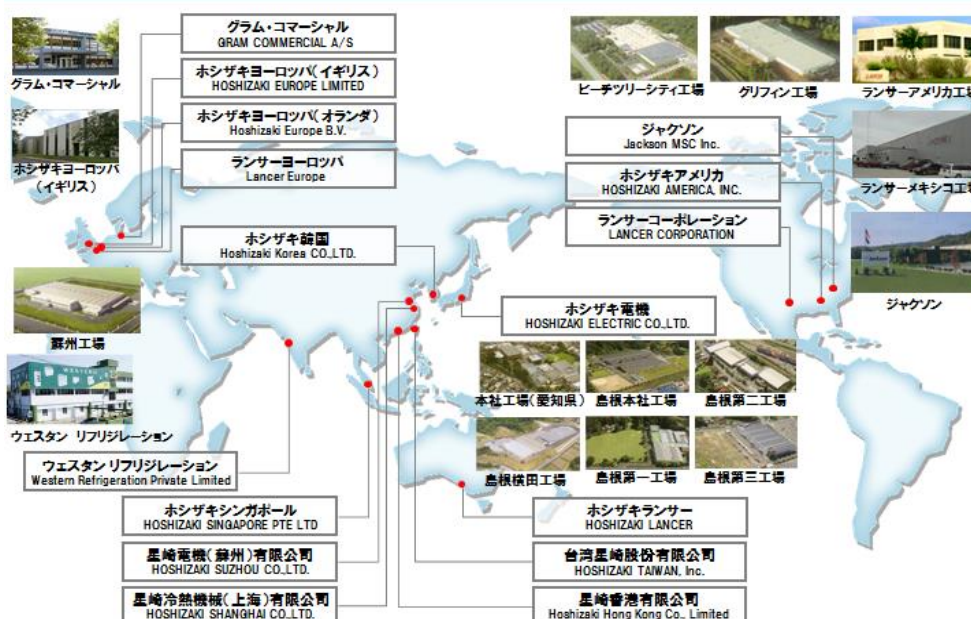 グラム・コマーシャル
GRAM COMMERCIAL A/S
ホシザキヨーロッパ(イギリス)
HOSHIZAKI EUROPE LIMITED
ホシザキヨーロッパ(オランダ)
Hoshizaki Europe B.V.
ランサーヨーロッパ
Lancer Europe
グラム・コマーシャル
ホシザキヨーロッパ
(イギリス)
ピーチツリーシティ工場
グリフィン工場
ランサーアメリカ工場
ジャクソン
Jackson MSC Inc.
ホシザキアメリカ
HOSHIZAKI AMERICA, INC.
ランサーコーポレーション
LANCER CORPORATION
ランサーメキシコ工場
ジャクソン
ホシザキ韓国
Hoshizaki Korea CO.,LTD.
ホシザキ電機
HOSHIZAKI ELECTRIC CO.,LTD.
蘇州工場
ウェスタン リフリジレーション
本社工場(愛知県)
島根本社工場
島根第二工場
島根横田工場
島根第一工場
島根第三工場
ウェスタン リフリジレーション
Western Refrigeration Private Limited
ホシザキシンガポール
HOSHIZAKI SINGAPORE PTE LTD
星崎電機(蘇州)有限公司
HOSHIZAKI SUZHOU CO.,LTD.
星崎冷熱機械(上海)有限公司
HOSHIZAKI SHANGHAI CO.,LTD.
ホシザキランサー
HOSHIZAKI LANCER
台湾星崎股份有限公司
HOSHIZAKI TAIWAN, Inc.
星崎香港有限公司
Hoshizaki Hong Kong Co., Limited